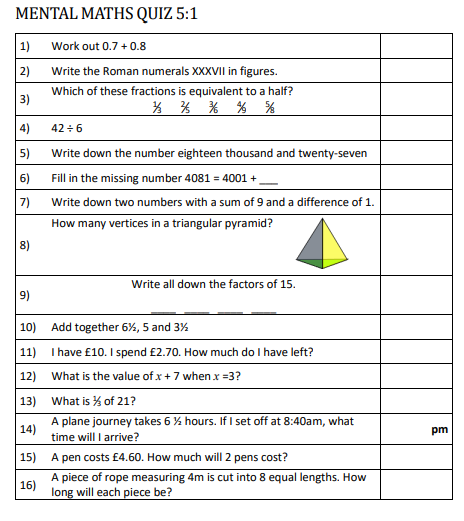 MENTAL MATHS QUIZ 5:1
1) Work out 0.7 + 0.8
2) Write the Roman numerals XXXVII in figures.
3) Which of these fractions is equivalent to a half?
⅓ ⅖ 3/6 4/9 ⅝
4) 42 ÷ 6
5) Write down the number eighteen thousand and twenty-seven
6) Fill in the missing number 4081 = 4001 + ___
7) Write down two numbers with a sum of 9 and a difference of 1.
8) How many vertices in a triangular pyramid?
9) Write all down the factors of 15.
____ ____ ____ ____
10) Add together 6½, 5 and 3½
11) I have £10. I spend £2.70. How much do I have left?
12) What is the value of x + 7 when x =3?
13) What is of 21?
14) A plane journey takes 6 ½ hours. If I set off at 8:40am, what
time will I arrive? pm
15) A pen costs £4.60. How much will 2 pens cost?
16) A piece of rope measuring 4m is cut into 8 equal lengths. How
long will each piece be?